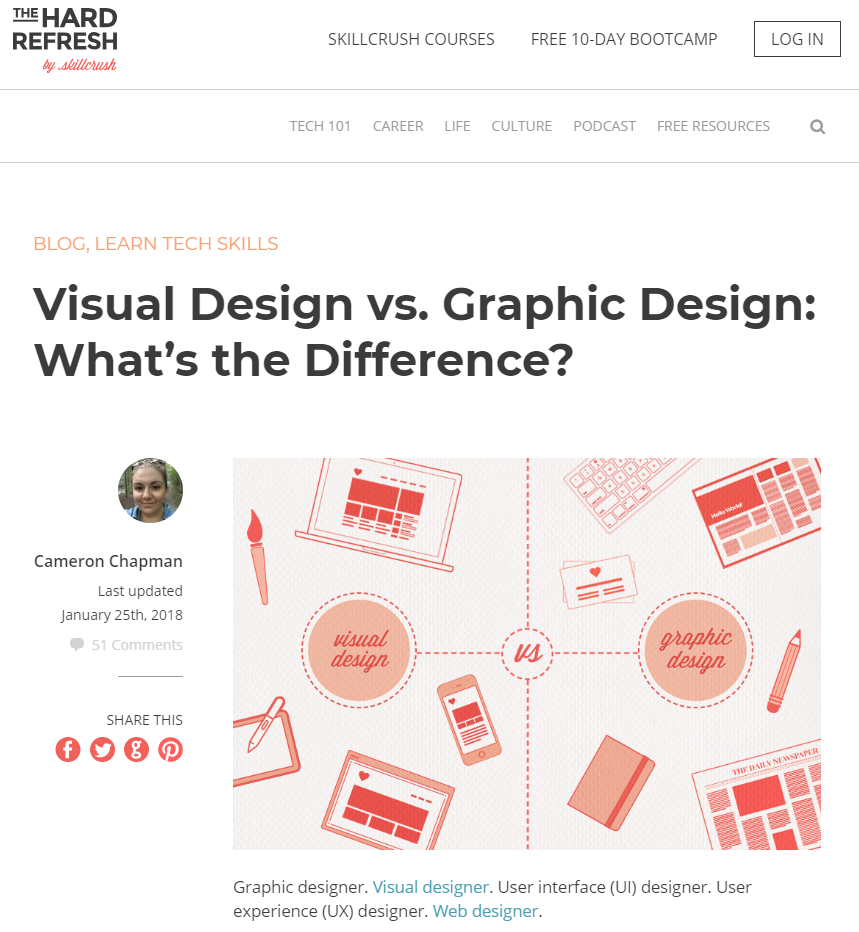 THE HARD
REFRESH
by skillcrush
SKILLCRUSH COURSES
FREE 10-DAY BOOTCAMP
LOG IN
TECH 101
CAREER
LIFE
CULTURE
PODCAST
FREE RESOURCES
BLOG, LEARN TECH SKILLS
Visual Design vs. Graphic Design:
What’s the Difference?
Cameron Chapman
Last updated
January 25th, 2018
51 Comments
SHARE THIS
Hello World!
visual
design
vs
graphic
design
THE DAILY NEWSPAPER
Graphic designer. Visual designer. User interface (UI) designer. User
experience (UX) designer. Web designer.